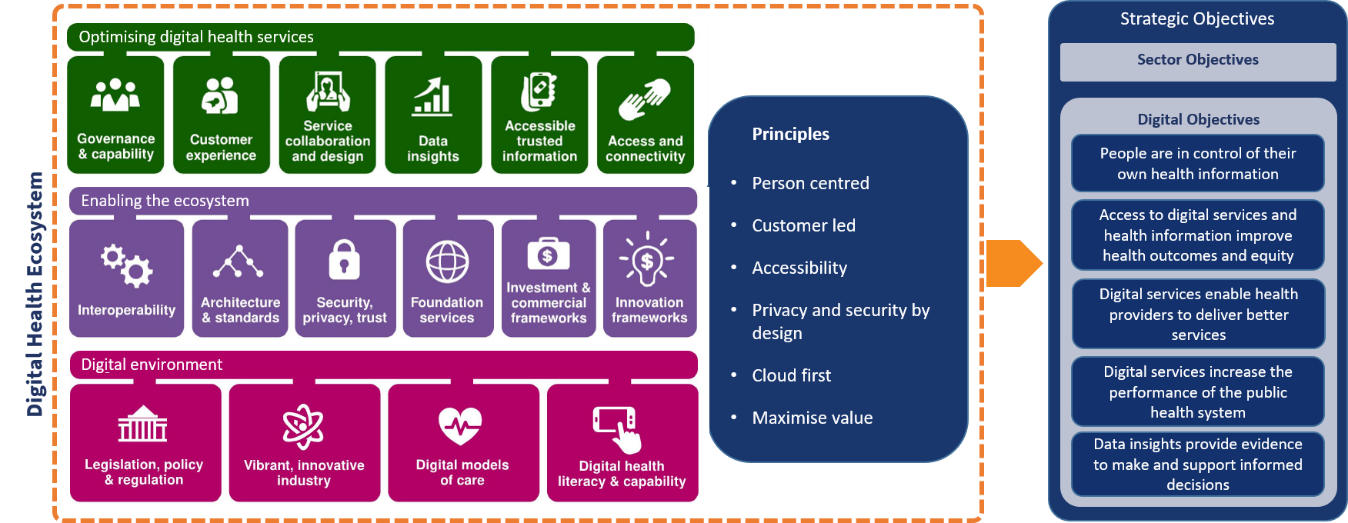 Digital Health Ecosystem
Optimising digital health services
Governance
& capability
Customer
experience
Service
collaboration
and design
Data
insights
Accessible
trusted
information
Access and
connectivity
Enabling the ecosystem
Interoperability
Architecture
& standards
Security,
privacy, trust
Foundation
services
$
Investment &
commercial
frameworks
$
Innovation
frameworks
Digital environment
Legislation, policy
& regulation
Vibrant, innovative
industry
Digital models
of care
Digital health
literacy & capability
Principles
• Person centred
• Customer led
• Accessibility
• Privacy and security by
design
• Cloud first
• Maximise value
Strategic Objectives
Sector Objectives
Digital Objectives
People are in control of their
own health information
Access to digital services and
health information improve
health outcomes and equity
Digital services enable health
providers to deliver better
services
Digital services increase the
performance of the public
health system
Data insights provide evidence
to make and support informed
decisions